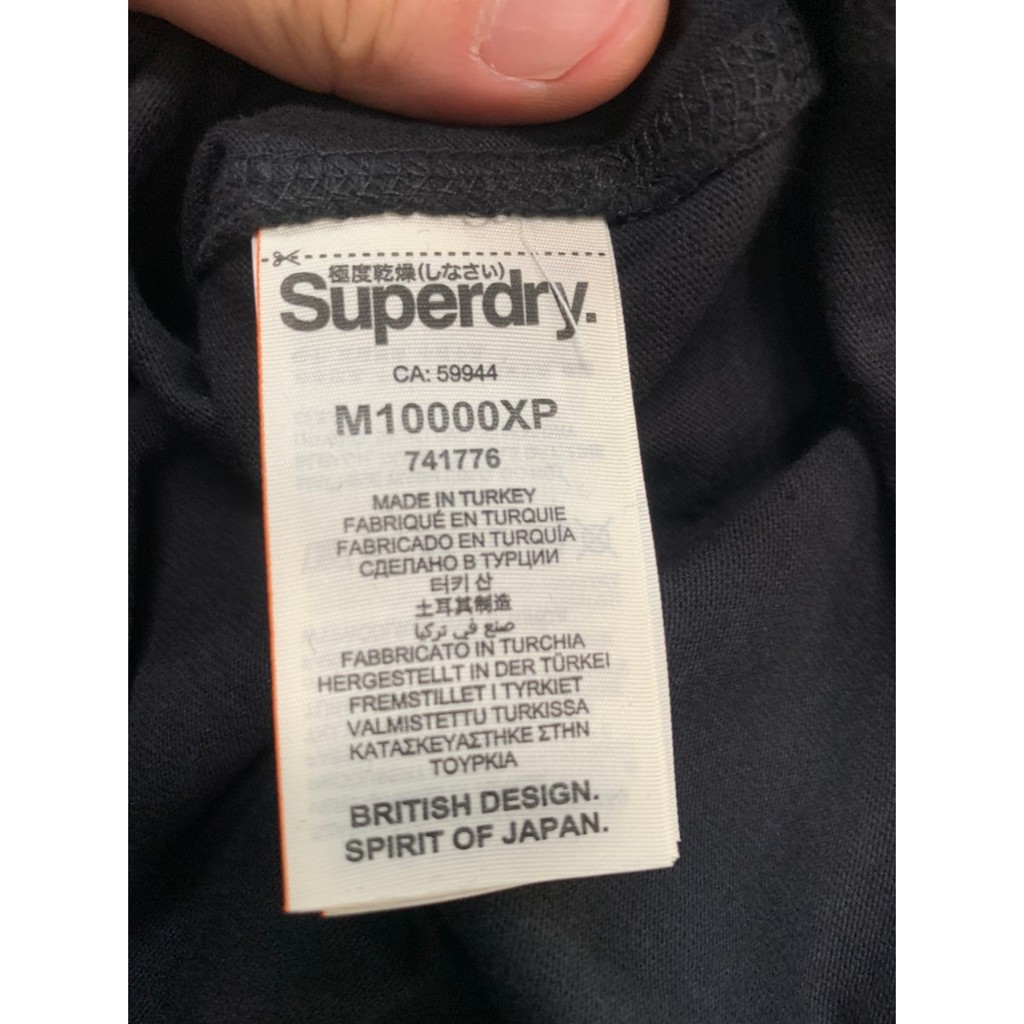 極度乾燥(しなさい)
Superdry.
CA: 59944
M10000XP
741776
MADE IN TURKEY
FABRIQUÉ EN TURQUIE
FABRICADO EN TURQUÍA
СДЕЛАНО В ТУРЦИИ
터키 산
土耳其制造
صنع في تركيا
FABBRICATO IN TURCHIA
HERGESTELLT IN DER TÜRKEI
FREMSTILLET I TYRKIET
VALMISTETTU TURKISSA
ΚΑΤΑΣΚΕΥΑΣΤΗΚΕ ΣΤΗΝ
ΤΟΥΡΚΙΑ
BRITISH DESIGN.
SPIRIT OF JAPAN.